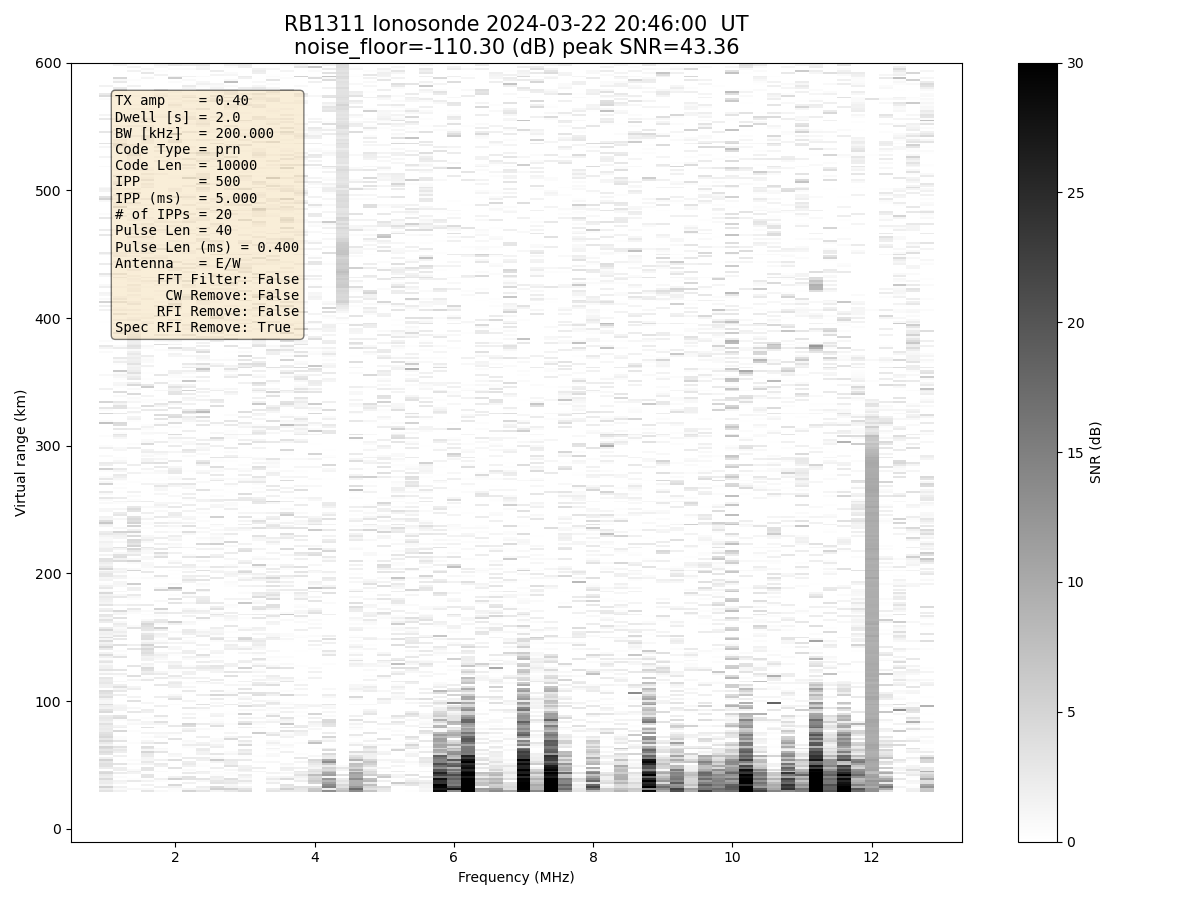 RB1311 Ionosonde 2024-03-22 20:46:00  UT
noise_floor=-110.30 (dB) peak SNR=43.36
600
500
400
300
200
100
0
Virtual range (km)
TX amp    = 0.40
Dwell [s] = 2.0
BW [kHz]  = 200.000
Code Type = prn
Code Len  = 10000
IPP       = 500
IPP (ms)  = 5.000
# of IPPs = 20
Pulse Len = 40
Pulse Len (ms) = 0.400
Antenna   = E/W
FFT Filter: False
CW Remove: False
RFI Remove: False
Spec RFI Remove: True
2 4 6 8 10 12
Frequency (MHz)
30
25
20
15
10
5
0
SNR (dB)